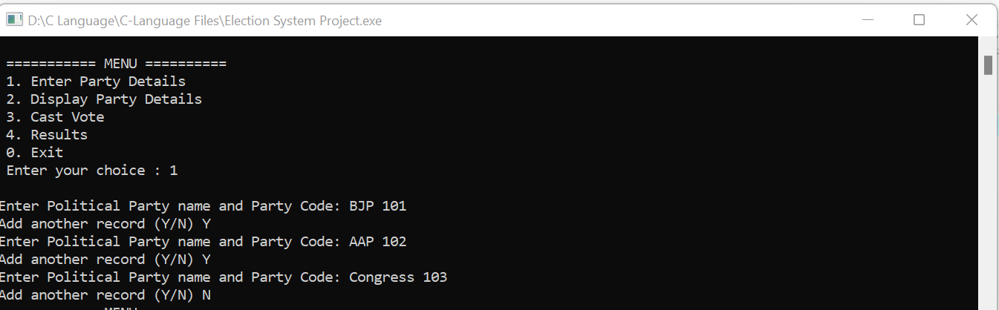 D:\C Language\C-Language Files\Election System Project.exe
=========== MENU ==========
1. Enter Party Details
2. Display Party Details
3. Cast Vote
4. Results
0. Exit
Enter your choice : 1
Enter Political Party name and Party Code: BJP 101
Add another record (Y/N) Y
Enter Political Party name and Party Code: AAP 102
Add another record (Y/N) Y
Enter Political Party name and Party Code: Congress 103
Add another record (Y/N) N
MENU